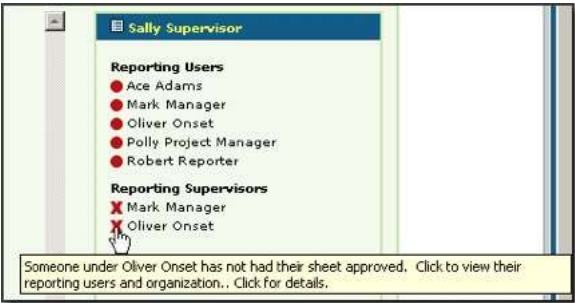 Sally Supervisor
Reporting Users
Ace Adams
Mark Manager
Oliver Onset
Polly Project Manager
Robert Reporter
Reporting Supervisors
Mark Manager
Oliver Onset
Someone under Oliver Onset has not had their sheet approved. Click to view their
reporting users and organization.. Click for details.